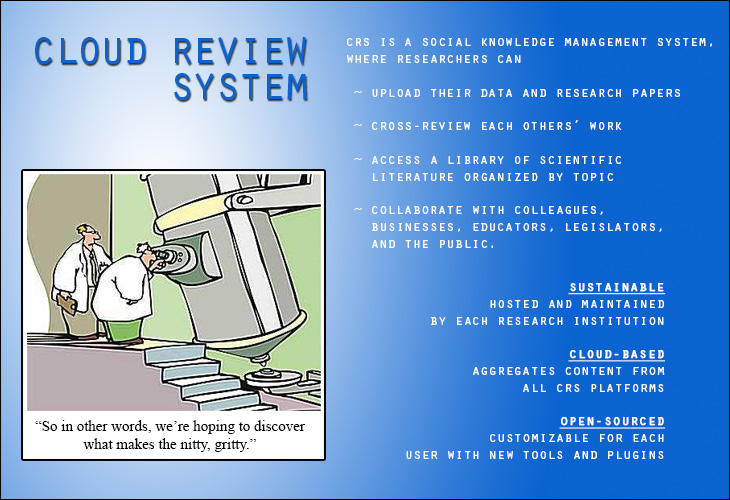 CLOUD REVIEW
SYSTEM
CRS IS A SOCIAL KNOWLEDGE MANAGEMENT SYSTEM,
WHERE RESEARCHERS CAN
~ UPLOAD THEIR DATA AND RESEARCH PAPERS
~ CROSS-REVIEW EACH OTHERS' WORK
~ ACCESS A LIBRARY OF SCIENTIFIC
LITERATURE ORGANIZED BY TOPIC
~ COLLABORATE WITH COLLEAGUES,
BUSINESSES, EDUCATORS, LEGISLATORS,
AND THE PUBLIC.
SUSTAINABLE
HOSTED AND MAINTAINED
BY EACH RESEARCH INSTITUTION
CLOUD-BASED
AGGREGATES CONTENT FROM
ALL CRS PLATFORMS
OPEN-SOURCED
CUSTOMIZABLE FOR EACH
USER WITH NEW TOOLS AND PLUGINS
“So in other words, we’re hoping to discover
what makes the nitty, gritty.”